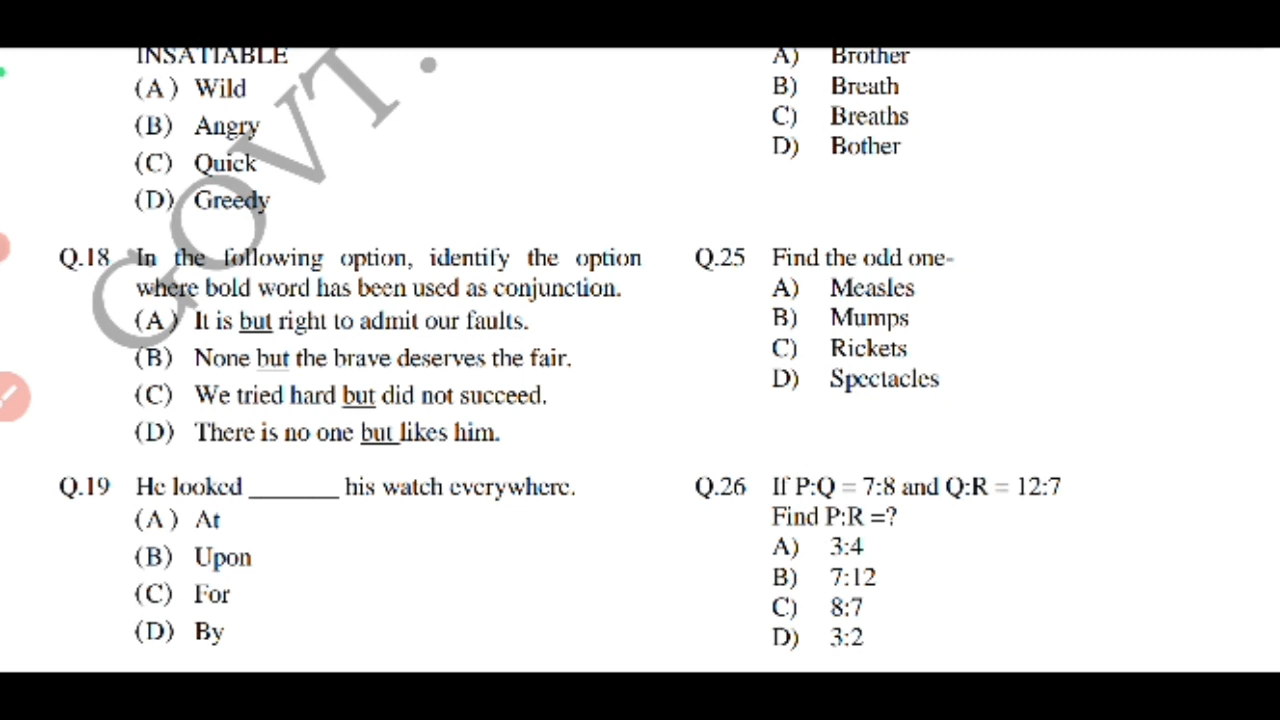 INSATIABLE
(A) Wild
(B) Angry
(C) Quick
(D) Greedy
Q.18 In the following option, identify the option
where bold word has been used as conjunction.
(A) It is but right to admit our faults.
(B) None but the brave deserves the fair.
(C) We tried hard but did not succeed.
(D) There is no one but likes him.
Q.19 He looked _______ his watch everywhere.
(A) At
(B) Upon
(C) For
(D) By
A) Brother
B) Breath
C) Breaths
D) Bother
Q.25 Find the odd one-
A) Measles
B) Mumps
C) Rickets
D) Spectacles
Q.26 If P:Q = 7:8 and Q:R = 12:7
Find P:R =?
A) 3:4
B) 7:12
C) 8:7
D) 3:2
GOVT.